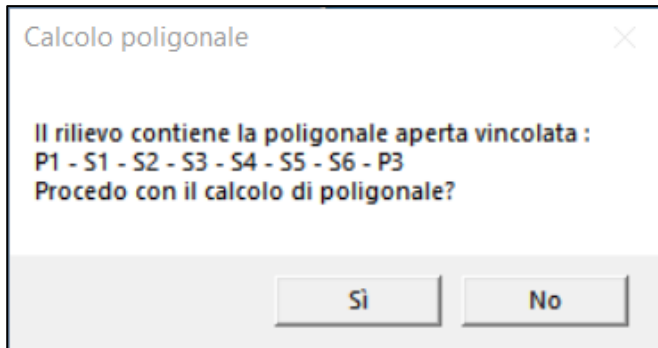 Calcolo poligonale
Il rilievo contiene la poligonale aperta vincolata :
P1 - S1 - S2 - S3 - S4 - S5 - S6 - P3
Procedo con il calcolo di poligonale?
Sì
No